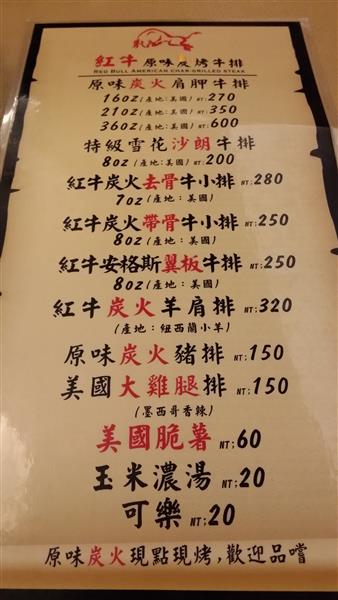 紅牛 原味炭烤牛排
RED BULL AMERICAN CHAR-GRILLED STEAK
原味炭火肩胛牛排
16oz(產地:美國) NT:270
21oz(產地:美國) NT:350
36oz(產地:美國) NT:600
特級雪花沙朗牛排
8oz(產地:美國) NT:200
紅牛炭火去骨牛小排 NT:280
7oz(產地:美國)
紅牛炭火帶骨牛小排 NT:250
8oz(產地:美國)
紅牛安格斯翼板牛排 NT:250
8oz(產地:美國)
紅牛炭火羊肩排 NT:320
(產地:紐西蘭小羊)
原味炭火豬排 NT:150
美國大雞腿排 NT:150
(墨西哥香辣)
美國脆薯 NT:60
玉米濃湯 NT:20
可樂 NT:20
原味炭火現點現烤,歡迎品嚐